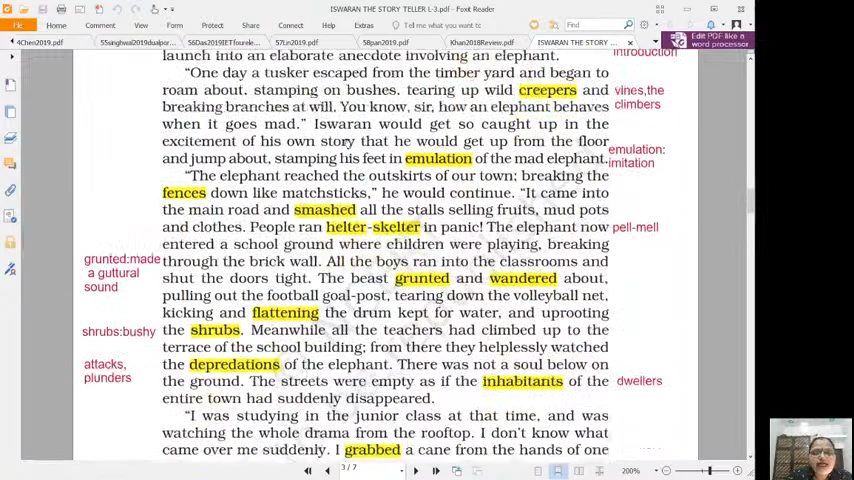 ISWARAN THE STORY TELLER L-3.pdf - Foxit Reader
File Home Comment View Form Protect Share Connect Help Extras Tell me what you want to do Find
Edit PDF like a word processor
4Chen2019.pdf 55singhwal2019dualpor... 56Das2019IETfourele... 57Lin2019.pdf 58pan2019.pdf Khan2018Review.pdf ISWARAN THE STORY ...
launch into an elaborate anecdote involving an elephant.
introduction
“One day a tusker escaped from the timber yard and began to
roam about, stamping on bushes, tearing up wild creepers and
vines,the
breaking branches at will. You know, sir, how an elephant behaves
climbers
when it goes mad.” Iswaran would get so caught up in the
excitement of his own story that he would get up from the floor
emulation:
and jump about, stamping his feet in emulation of the mad elephant.
imitation
“The elephant reached the outskirts of our town; breaking the
fences down like matchsticks,” he would continue. “It came into
the main road and smashed all the stalls selling fruits, mud pots
and clothes. People ran helter-skelter in panic! The elephant now
pell-mell
entered a school ground where children were playing, breaking
grunted:made
a guttural
sound
through the brick wall. All the boys ran into the classrooms and
shut the doors tight. The beast grunted and wandered about,
pulling out the football goal-post, tearing down the volleyball net,
kicking and flattening the drum kept for water, and uprooting
shrubs:bushy
the shrubs. Meanwhile all the teachers had climbed up to the
terrace of the school building; from there they helplessly watched
attacks,
plunders
the depredations of the elephant. There was not a soul below on
the ground. The streets were empty as if the inhabitants of the
dwellers
entire town had suddenly disappeared.
“I was studying in the junior class at that time, and was
watching the whole drama from the rooftop. I don’t know what
came over me suddenly. I grabbed a cane from the hands of one
3 / 7
200%